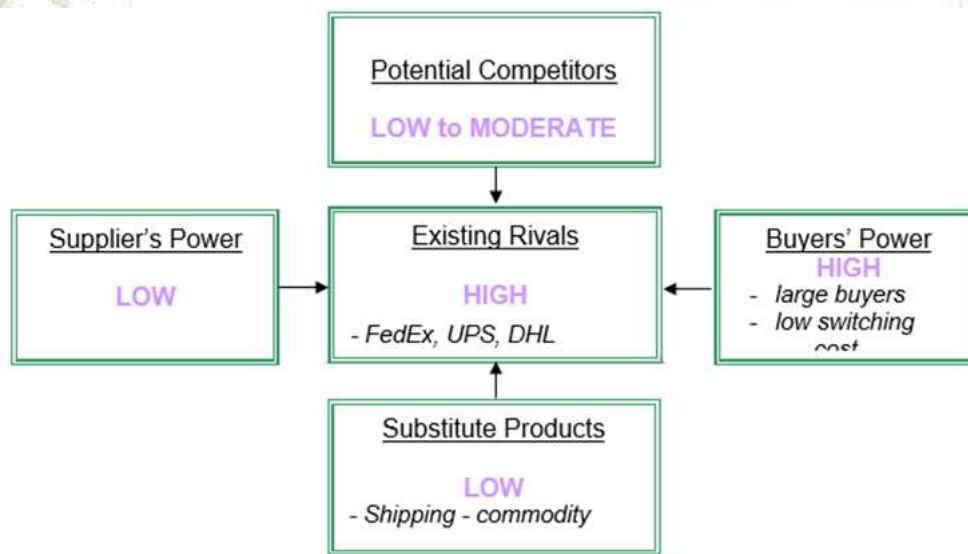 Potential Competitors
LOW to MODERATE
Supplier's Power
LOW
Existing Rivals
HIGH
- FedEx, UPS, DHL
Buyers' Power
HIGH
- large buyers
- low switching
cost
Substitute Products
LOW
- Shipping - commodity